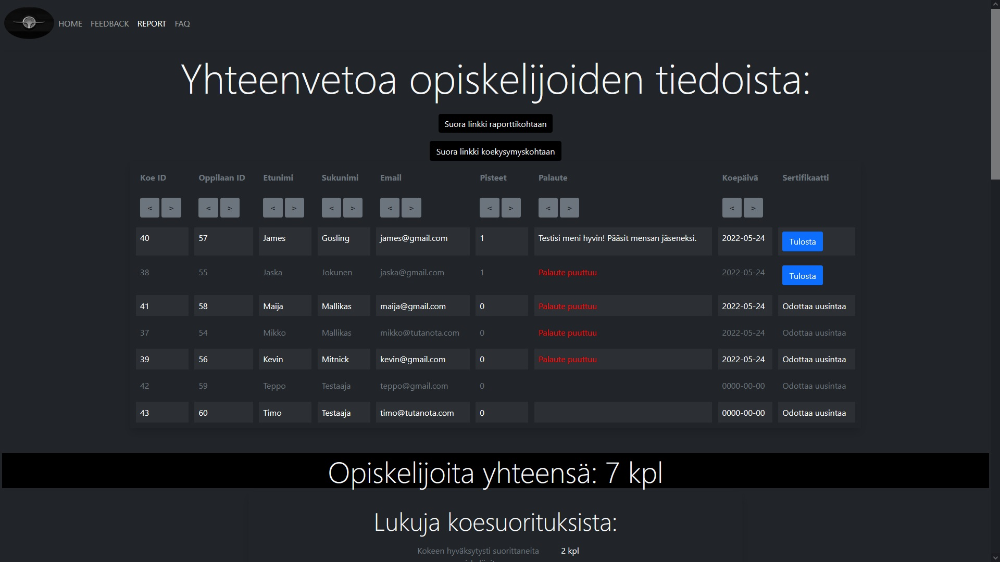 HOME FEEDBACK REPORT FAQ
Yhteenvetoa opiskelijoiden tiedoista:
Suora linkki raporttikohtaan
Suora linkki koekysymyskohtaan
Koe ID Oppilaan ID Etunimi Sukunimi Email Pisteet Palaute Koepäivä Sertifikaatti
< > < > < > < > < > < > < > < >
40 57 James Gosling james@gmail.com 1 Testisi meni hyvin! Pääsit mensan jäseneksi. 2022-05-24 Tulosta
38 55 Jaska Jokunen jaska@gmail.com 1 Palaute puuttuu 2022-05-24 Tulosta
41 58 Maija Mallikas maija@gmail.com 0 Palaute puuttuu 2022-05-24 Odottaa uusintaa
37 54 Mikko Mallikas mikko@tutanota.com 0 Palaute puuttuu 2022-05-24 Odottaa uusintaa
39 56 Kevin Mitnick kevin@gmail.com 0 Palaute puuttuu 2022-05-24 Odottaa uusintaa
42 59 Teppo Testaaja teppo@gmail.com 0 0000-00-00 Odottaa uusintaa
43 60 Timo Testaaja timo@tutanota.com 0 0000-00-00 Odottaa uusintaa
Opiskelijoita yhteensä: 7 kpl
Lukuja koesuorituksista:
Kokeen hyväksytysti suorittaneita 2 kpl